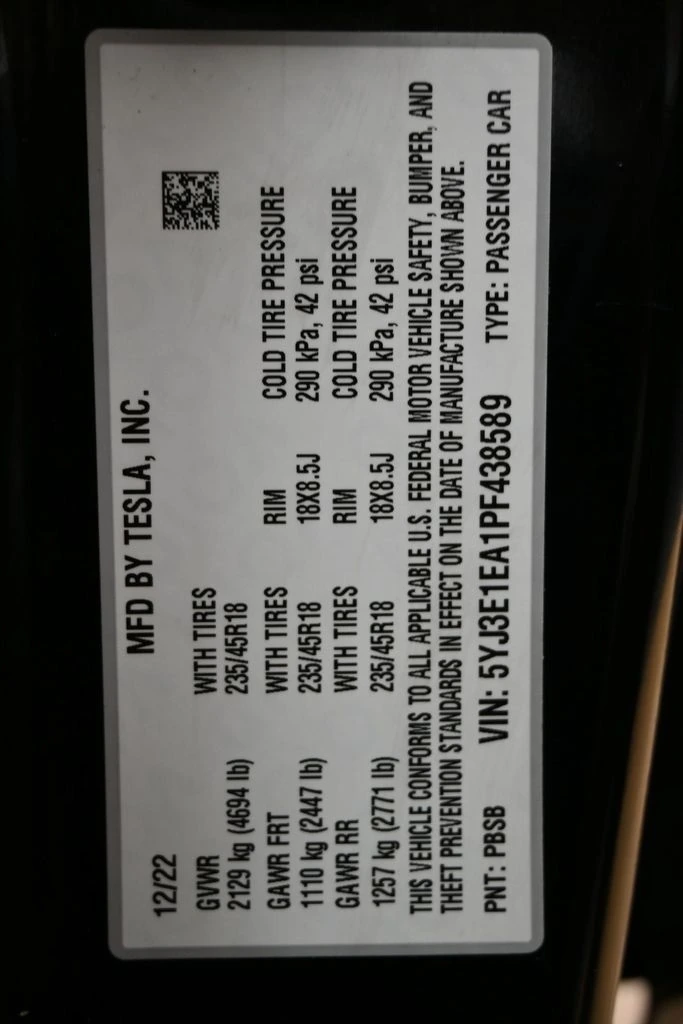 MFD BY TESLA, INC.
12/22
GVWR WITH TIRES
2129 kg (4694 lb) 235/45R18
GAWR FRT WITH TIRES RIM COLD TIRE PRESSURE
1110 kg (2447 lb) 235/45R18 18X8.5J 290 kPa, 42 psi
GAWR RR WITH TIRES RIM COLD TIRE PRESSURE
1257 kg (2771 lb) 235/45R18 18X8.5J 290 kPa, 42 psi
THIS VEHICLE CONFORMS TO ALL APPLICABLE U.S. FEDERAL MOTOR VEHICLE SAFETY, BUMPER, AND
THEFT PREVENTION STANDARDS IN EFFECT ON THE DATE OF MANUFACTURE SHOWN ABOVE.
PNT: PBSB VIN: 5YJ3E1EA1PF438589 TYPE: PASSENGER CAR